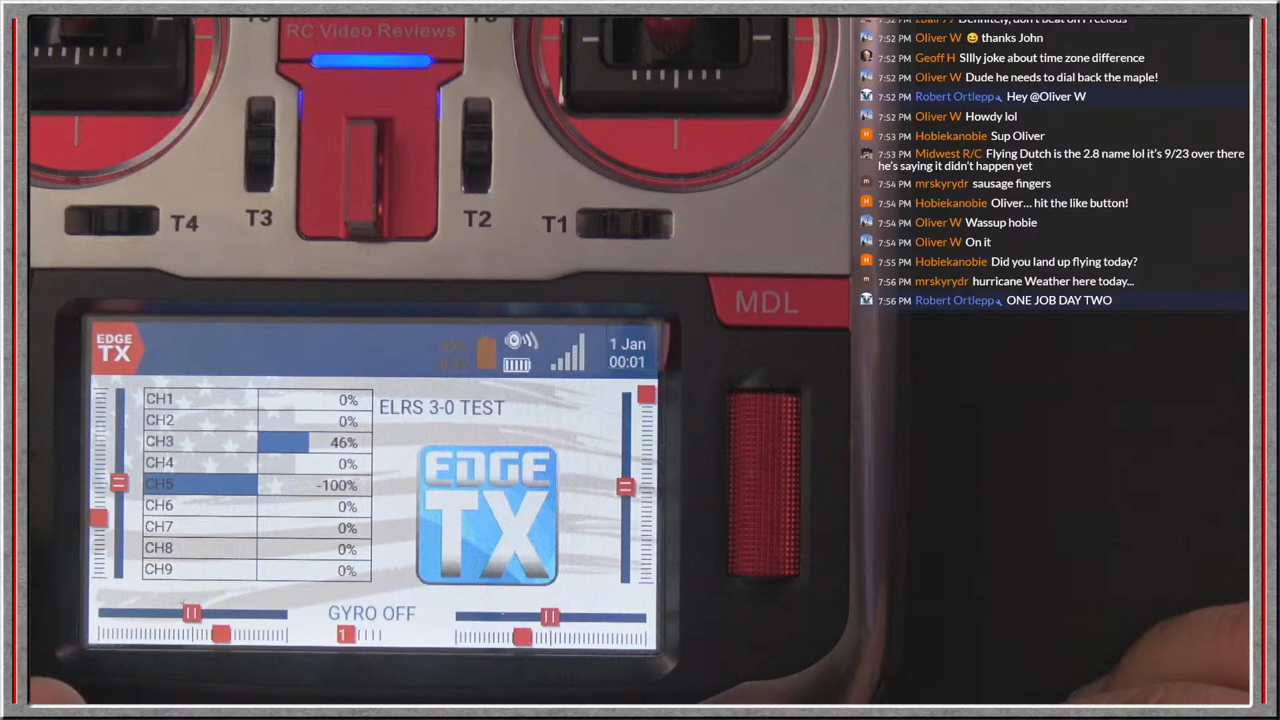 RC Video Reviews
T4
T3
T2
T1
MDL
EDGE
TX
1 Jan
00:01
CH1 0%
CH2 0%
CH3 46%
CH4 0%
CH5 -100%
CH6 0%
CH7 0%
CH8 0%
CH9 0%
ELRS 3-0 TEST
EDGE
TX
GYRO OFF
1
7:52 PM Oliver W 😄 thanks John
7:52 PM Geoff H SIlly joke about time zone difference
7:52 PM Oliver W Dude he needs to dial back the maple!
7:52 PM Robert Ortlepp Hey @Oliver W
7:52 PM Oliver W Howdy lol
7:53 PM Hobiekanobie Sup Oliver
7:53 PM Midwest R/C Flying Dutch is the 2.8 name lol it's 9/23 over there
he's saying it didn't happen yet
7:54 PM mrskyrydr sausage fingers
7:54 PM Hobiekanobie Oliver... hit the like button!
7:54 PM Oliver W Wassup hobie
7:54 PM Oliver W On it
7:55 PM Hobiekanobie Did you land up flying today?
7:56 PM mrskyrydr hurricane Weather here today...
7:56 PM Robert Ortlepp ONE JOB DAY TWO